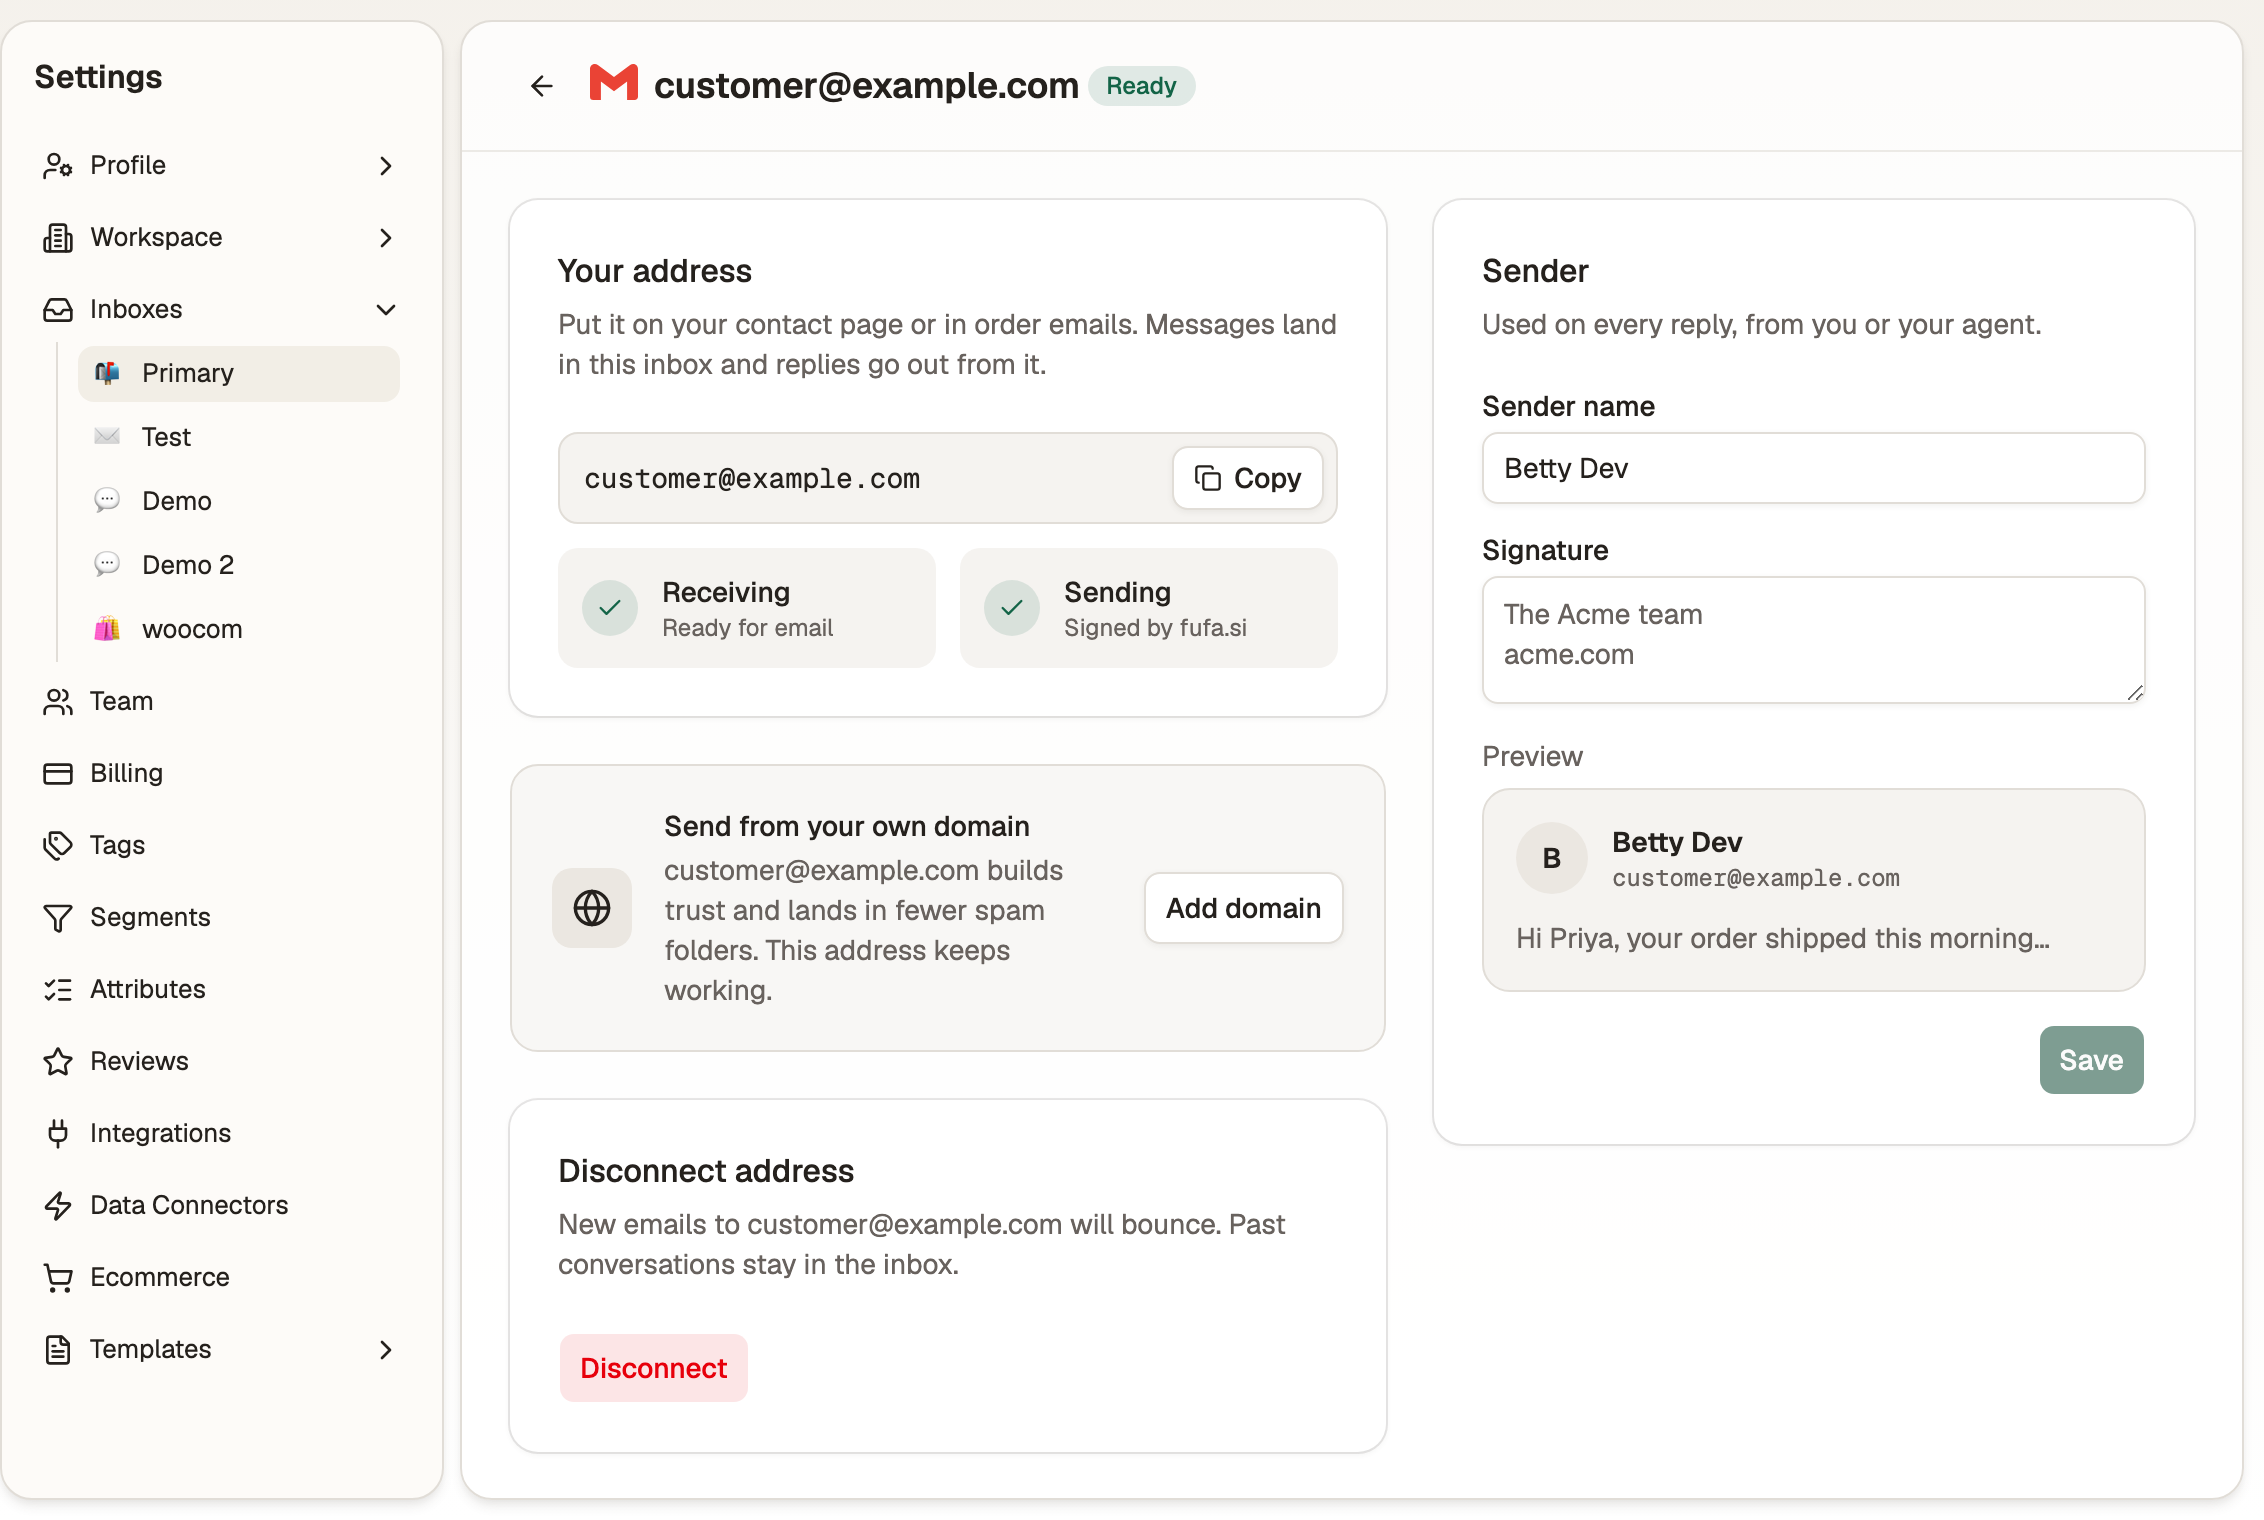 Settings
Profile
Workspace
Inboxes
Primary
Test
Demo
Demo 2
woocom
Team
Billing
Tags
Segments
Attributes
Reviews
Integrations
Data Connectors
Ecommerce
Templates
customer@example.com Ready
Your address
Put it on your contact page or in order emails. Messages land
in this inbox and replies go out from it.
customer@example.com Copy
Receiving
Ready for email
Sending
Signed by fufa.si
Send from your own domain
customer@example.com builds
trust and lands in fewer spam
folders. This address keeps
working.
Add domain
Disconnect address
New emails to customer@example.com will bounce. Past
conversations stay in the inbox.
Disconnect
Sender
Used on every reply, from you or your agent.
Sender name
Betty Dev
Signature
The Acme team
acme.com
Preview
B
Betty Dev
customer@example.com
Hi Priya, your order shipped this morning...
Save